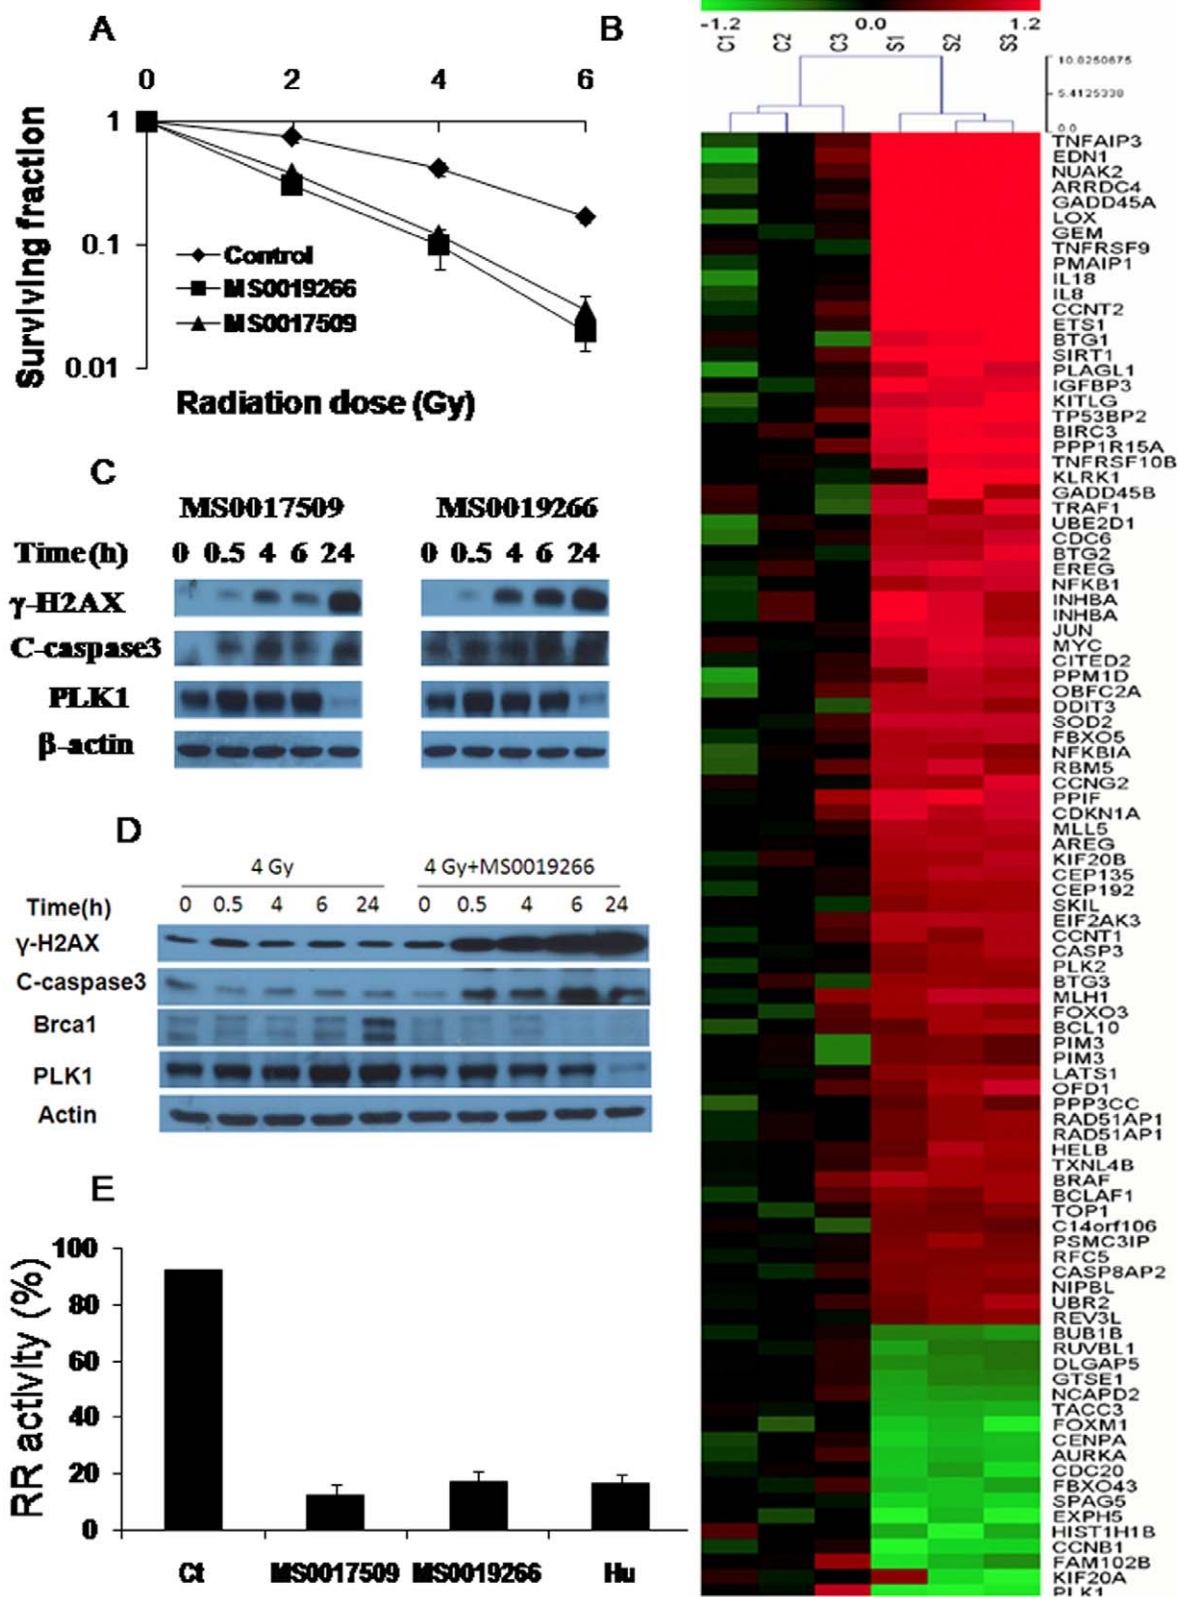 A
0 2 4 6
Surviving fraction
1
0.1
0.01
Control
MS0019266
MS0017509
Radiation dose (Gy)
B
-1.2 0.0 1.2
C1 C2 C3 S1 S2 S3
10.8250675
5.4125338
0.0
TNFAIP3
EDN1
NUAK2
ARRDC4
GADD45A
LOX
GEM
TNFRSF9
PMAIP1
IL18
IL8
CCNT2
ETS1
BTG1
SIRT1
PLAGL1
IGFBP3
KITLG
TP53BP2
BIRC3
PPP1R15A
TNFRSF10B
KLRK1
GADD45B
TRAF1
UBE2D1
CDC6
BTG2
EREG
NFKB1
INHBA
INHBA
JUN
MYC
CITED2
PPM1D
OBFC2A
DDIT3
SOD2
FBXO5
NFKBIA
RBM5
CCNG2
PPIF
CDKN1A
MLL5
AREG
KIF20B
CEP135
CEP192
SKIL
EIF2AK3
CCNT1
CASP3
PLK2
BTG3
MLH1
FOXO3
BCL10
PIM3
PIM3
LATS1
OFD1
PPP3CC
RAD51AP1
RAD51AP1
HELB
TXNL4B
BRAF
BCLAF1
TOP1
C14orf106
PSMC3IP
RFC5
CASP8AP2
NIPBL
UBR2
REV3L
BUB1B
RUVBL1
DLGAP5
GTSE1
NCAPD2
TACC3
FOXM1
CENPA
AURKA
CDC20
FBXO43
SPAG5
EXPH5
HIST1H1B
CCNB1
FAM102B
KIF20A
PLK1
C
MS0017509 MS0019266
Time(h) 0 0.5 4 6 24 0 0.5 4 6 24
γ-H2AX
C-caspase3
PLK1
β-actin
D
4 Gy 4 Gy+MS0019266
Time(h) 0 0.5 4 6 24 0 0.5 4 6 24
γ-H2AX
C-caspase3
Brca1
PLK1
Actin
E
RR activity (%)
100
80
60
40
20
0
Ct MS0017509 MS0019266 Hu